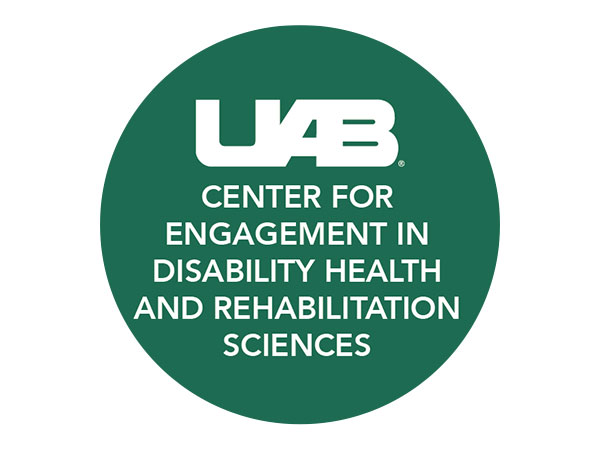 UAB®
CENTER FOR
ENGAGEMENT IN
DISABILITY HEALTH
AND REHABILITATION
SCIENCES